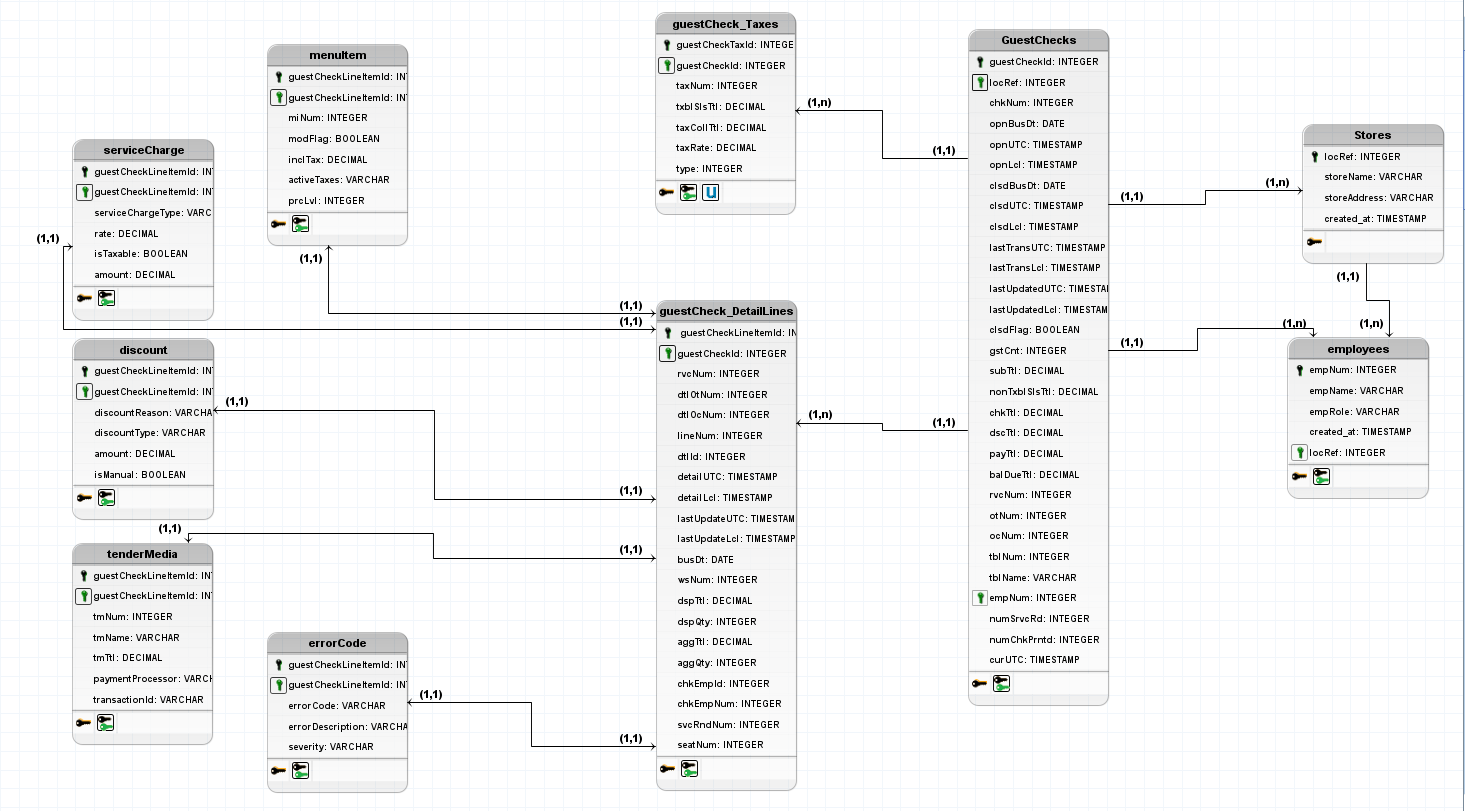 guestCheck_Taxes
guestCheckTaxId: INTEGE
guestCheckId: INTEGER
taxNum: INTEGER
txblSlsTtl: DECIMAL
taxCollTtl: DECIMAL
taxRate: DECIMAL
type: INTEGER
u
GuestChecks
guestCheckId: INTEGER
locRef: INTEGER
chkNum: INTEGER
opnBusDt: DATE
opnUTC: TIMESTAMP
opnLcl: TIMESTAMP
clsdBusDt: DATE
clsdUTC: TIMESTAMP
clsdLcl: TIMESTAMP
lastTransUTC: TIMESTAMP
lastTransLcl: TIMESTAMP
lastUpdatedUTC: TIMESTAI
lastUpdatedLcl: TIMESTAM
clsdFlag: BOOLEAN
gstCnt: INTEGER
subTtl: DECIMAL
nonTxblSlsTtl: DECIMAL
chkTtl: DECIMAL
dscTtl: DECIMAL
payTtl: DECIMAL
balDueTtl: DECIMAL
rvcNum: INTEGER
otNum: INTEGER
ocNum: INTEGER
tblNum: INTEGER
tblName: VARCHAR
empNum: INTEGER
numSrvcRd: INTEGER
numChkPrntd: INTEGER
curUTC: TIMESTAMP
menuItem
guestCheckLineItemId: INT
guestCheckLineItemId: INT
miNum: INTEGER
modFlag: BOOLEAN
inclTax: DECIMAL
activeTaxes: VARCHAR
prcLvl: INTEGER
serviceCharge
guestCheckLineItemId: INT
guestCheckLineItemId: INT
serviceChargeType: VARC
rate: DECIMAL
isTaxable: BOOLEAN
amount: DECIMAL
Stores
locRef: INTEGER
storeName: VARCHAR
storeAddress: VARCHAR
created_at: TIMESTAMP
(1,n)
(1,1)
(1,1)
(1,n)
(1,1)
(1,1)
(1,1)
(1,1)
(1,1)
(1,n)
(1,n)
(1,1)
guestCheck_DetailLines
guestCheckLineItemId: IN
guestCheckId: INTEGER
rvcNum: INTEGER
dtlOtNum: INTEGER
dtlOcNum: INTEGER
lineNum: INTEGER
dtlId: INTEGER
detailUTC: TIMESTAMP
detailLcl: TIMESTAMP
lastUpdateUTC: TIMESTAM
lastUpdateLcl: TIMESTAMP
busDt: DATE
wsNum: INTEGER
dspTtl: DECIMAL
dspQty: INTEGER
aggTtl: DECIMAL
aggQty: INTEGER
chkEmpId: INTEGER
chkEmpNum: INTEGER
svcRndNum: INTEGER
seatNum: INTEGER
discount
guestCheckLineItemId: INT
guestCheckLineItemId: INT
discountReason: VARCHA
discountType: VARCHAR
amount: DECIMAL
isManual: BOOLEAN
employees
empNum: INTEGER
empName: VARCHAR
empRole: VARCHAR
created_at: TIMESTAMP
locRef: INTEGER
(1,1)
(1,n)
(1,1)
(1,1)
(1,1)
(1,1)
tenderMedia
guestCheckLineItemId: INT
guestCheckLineItemId: INT
tmNum: INTEGER
tmName: VARCHAR
tmTtl: DECIMAL
paymentProcessor: VARCH
transactionId: VARCHAR
errorCode
guestCheckLineItemId: INT
guestCheckLineItemId: INT
errorCode: VARCHAR
errorDescription: VARCHA
severity: VARCHAR
(1,1)
(1,1)